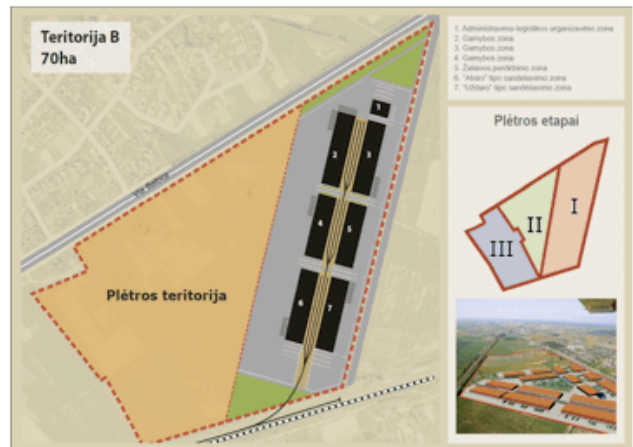 Teritorija B
70ha
1. Administravimo-logistikos organizavimo zona
2. Gamybos zona
3. Gamybos zona
4. Gamybos zona
5. Žaliavos perdirbimo zona
6. "Atviro" tipo sandėliavimo zona
7. "Uždaro" tipo sandėliavimo zona
Plėtros etapai
I
II
III
Via Baltica
1
2
3
4
5
6
7
Plėtros teritorija